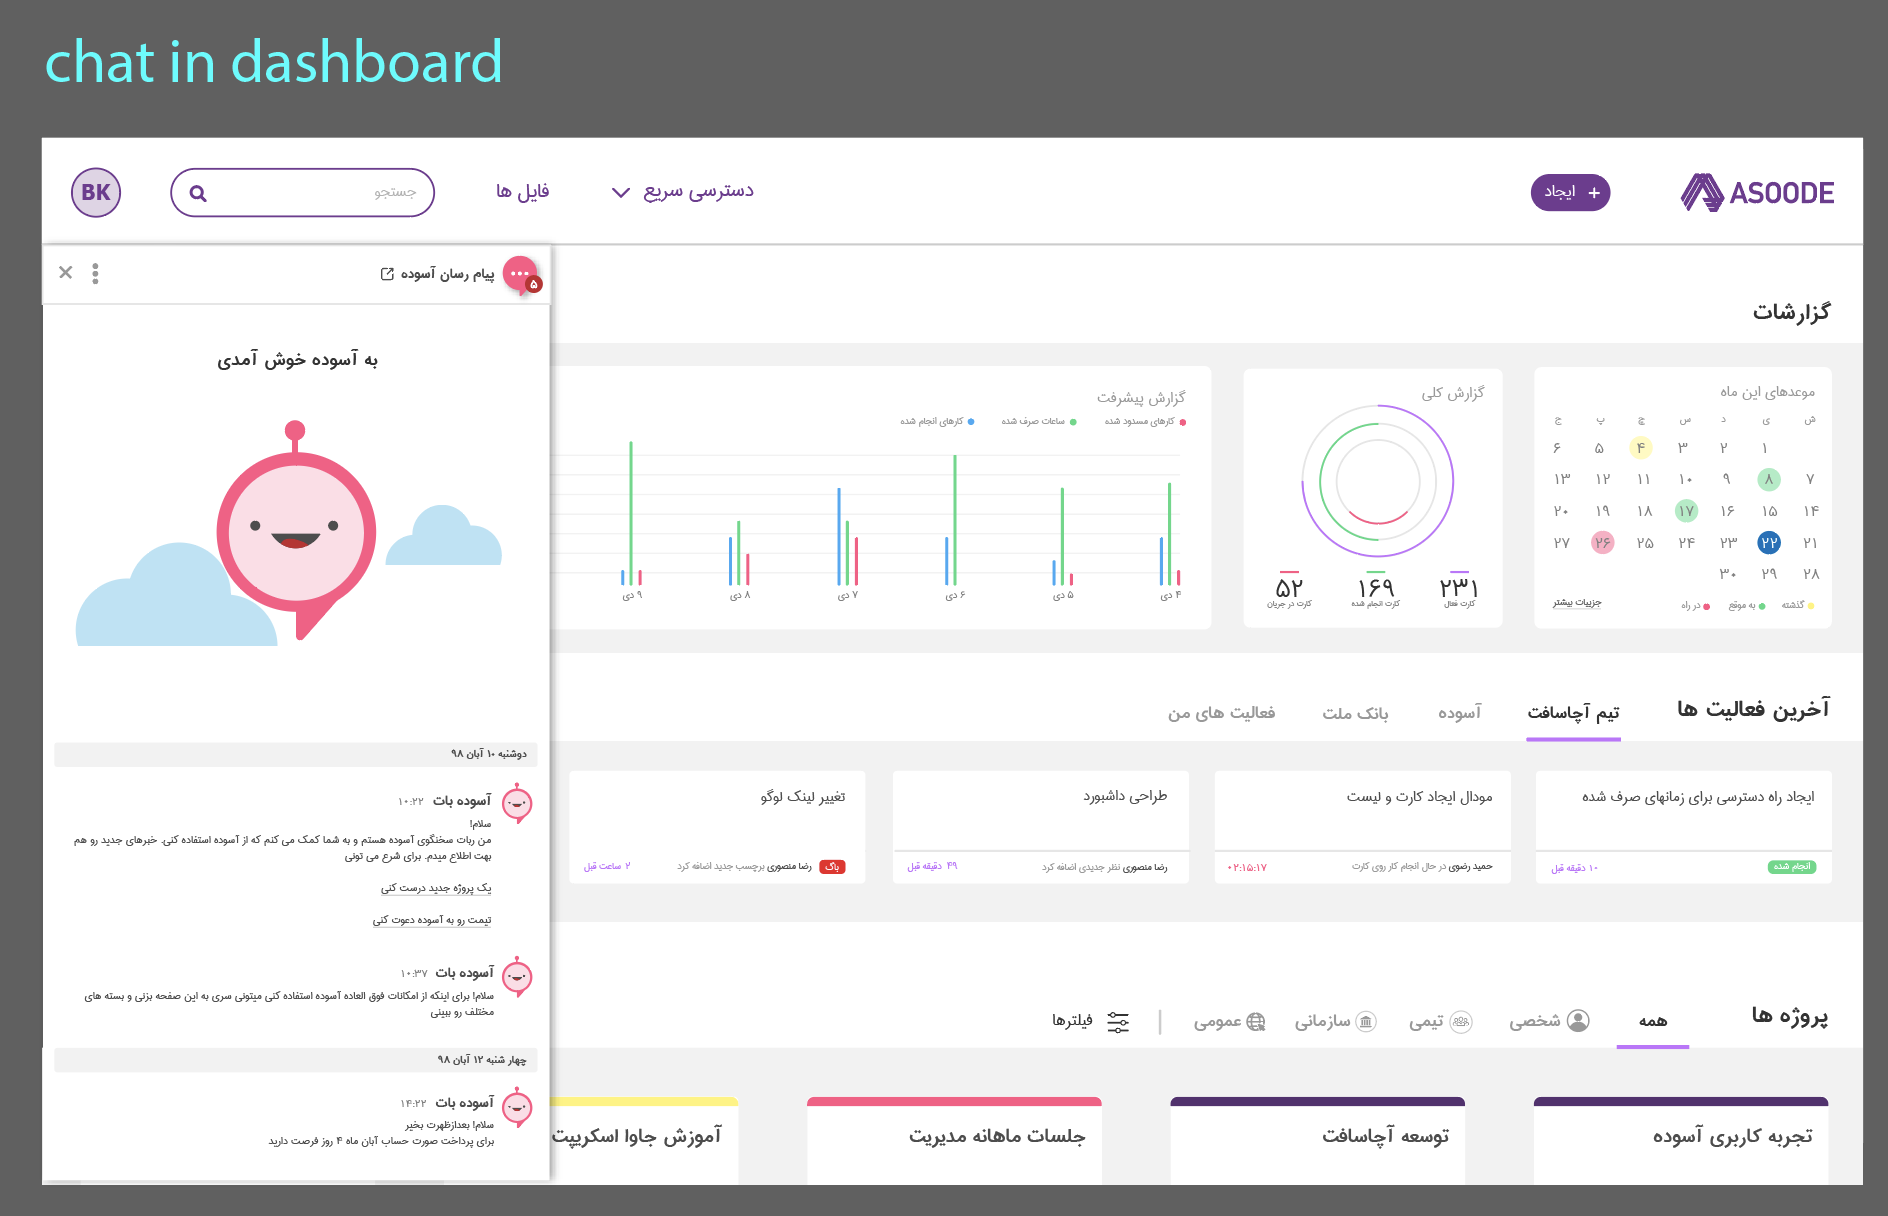 chat in dashboard
ASOODE
+ ایجاد
دسترسی سریع
فایل ها
جستجو
BK
پیام رسان آسوده
۵
به آسوده خوش آمدی
دوشنبه ۱۰ آبان ۹۸
آسوده بات ۱۰:۲۲
سلام!
من ربات سخنگوی آسوده هستم و به شما کمک می کنم که از آسوده استفاده کنی. خبرهای جدید رو هم
بهت اطلاع میدم. برای شرع می تونی
یک پروژه جدید درست کنی
تیمت رو به آسوده دعوت کنی
آسوده بات ۱۰:۳۷
سلام! برای اینکه از امکانات فوق العاده آسوده استفاده کنی میتونی سری به این صفحه بزنی و بسته های
مختلف رو ببینی
چهار شنبه ۱۲ آبان ۹۸
آسوده بات ۱۴:۲۲
سلام! بعدازظهرت بخیر
برای پرداخت صورت حساب آبان ماه ۴ روز فرصت دارید
گزارشات
موعدهای این ماه
ش ی د س چ پ ج
۱ ۲ ۳ ۴ ۵ ۶
۷ ۸ ۹ ۱۰ ۱۱ ۱۲ ۱۳
۱۴ ۱۵ ۱۶ ۱۷ ۱۸ ۱۹ ۲۰
۲۱ ۲۲ ۲۳ ۲۴ ۲۵ ۲۶ ۲۷
۲۸ ۲۹ ۳۰
گذشته به موقع در راه
جزییات بیشتر
گزارش کلی
۲۳۱ ۱۶۹ ۵۲
کارت فعال کارت انجام شده کارت در جریان
گزارش پیشرفت
کارهای مسدود شده ساعات صرف شده کارهای انجام شده
۴ دی ۵ دی ۶ دی ۷ دی ۸ دی ۹ دی
آخرین فعالیت ها
تیم آچاسافت
آسوده
بانک ملت
فعالیت های من
ایجاد راه دسترسی برای زمانهای صرف شده
انجام شده
۱۰ دقیقه قبل
مودال ایجاد کارت و لیست
حمید رضوی در حال انجام کار روی کارت
۰۲:۱۵:۱۷
طراحی داشبورد
رضا منصوری نظر جدیدی اضافه کرد
۴۹ دقیقه قبل
تغییر لینک لوگو
باگ رضا منصوری برچسب جدید اضافه کرد
۲ ساعت قبل
پروژه ها
همه
شخصی
تیمی
سازمانی
عمومی
فیلترها
تجربه کاربری آسوده
توسعه آچاسافت
جلسات ماهانه مدیریت
آموزش جاوا اسکریپت